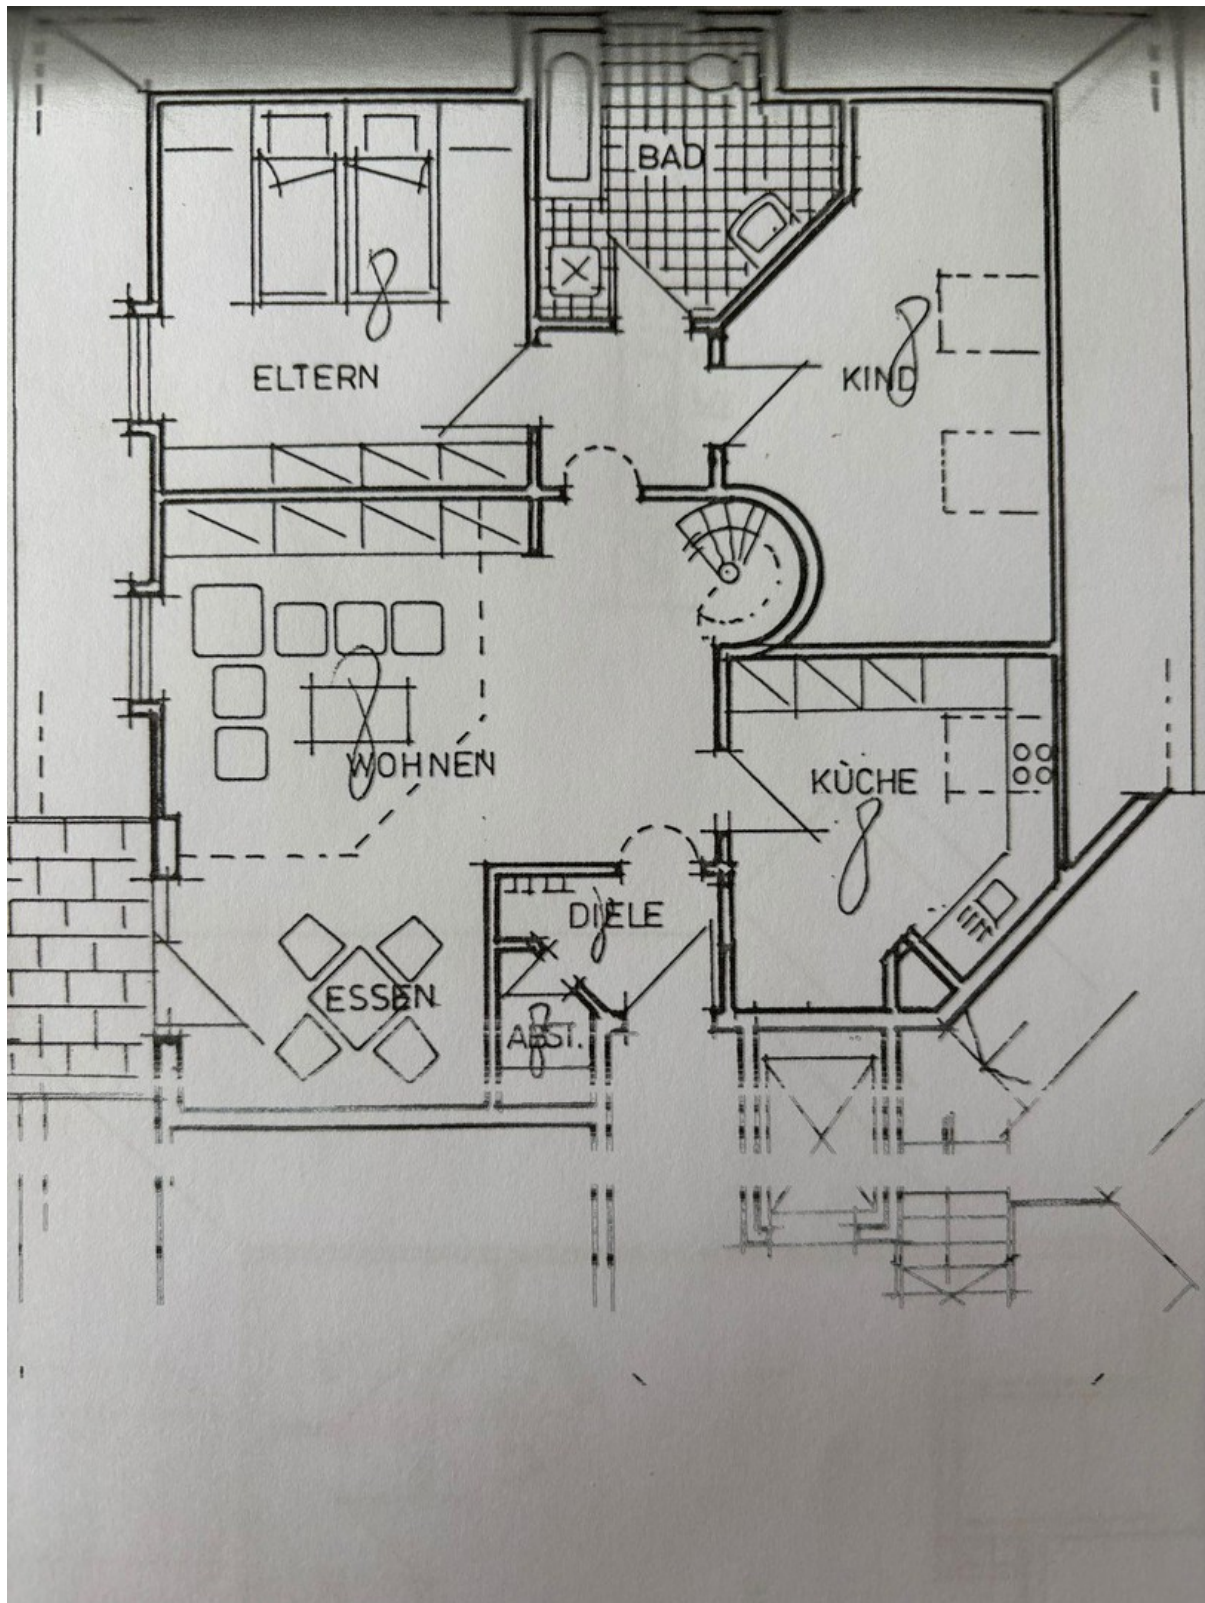 BAD
ELTERN
KIND
WOHNEN
KÜCHE
DIELE
ESSEN
ABST.